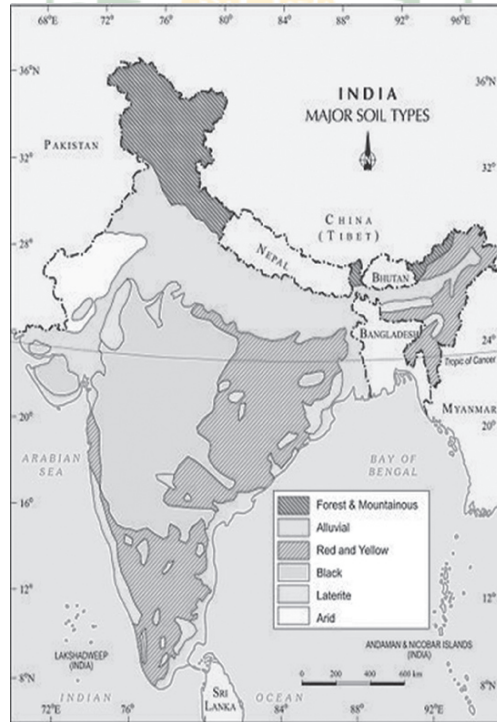 68°E 72° 76° 80° 84° 88° 92° 96°E
36°N 36°N
INDIA
MAJOR SOIL TYPES
N
PAKISTAN
32° 32°
CHINA
(TIBET)
28° 28°
NEPAL
BHUTAN
BANGLADESH
24°
Tropic of Cancer
MYANMAR
20° 20°
ARABIAN
SEA
BAY OF
BENGAL
16° 16°
Forest & Mountainous
Alluvial
Red and Yellow
Black
Laterite
Arid
12° 12°
LAKSHADWEEP
(INDIA)
ANDAMAN & NICOBAR ISLANDS
(INDIA)
0 200 400 600 km
8°N 8°N
SRI
LANKA
INDIAN OCEAN
72°E 76° 80° 84° 88° 92°E